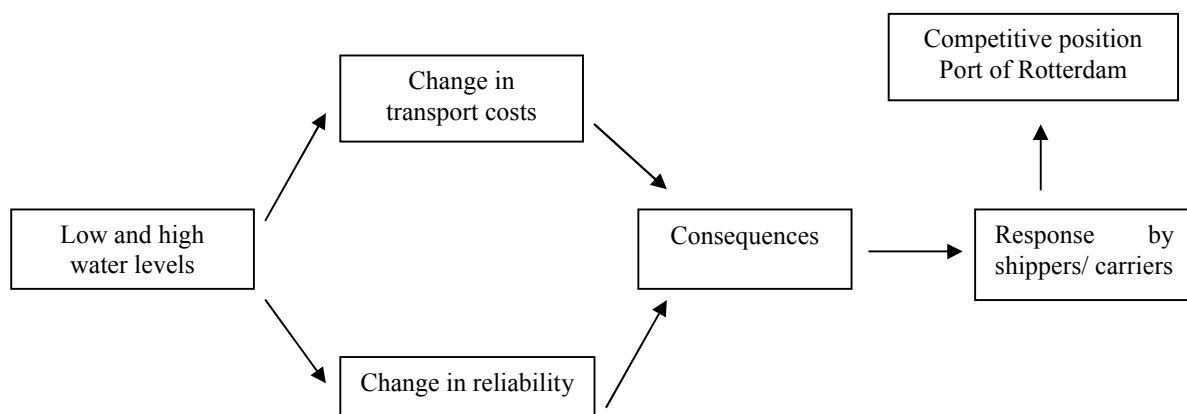 Competitive position
Port of Rotterdam
Change in
transport costs
Low and high
water levels
Consequences
Response by
shippers/ carriers
Change in reliability